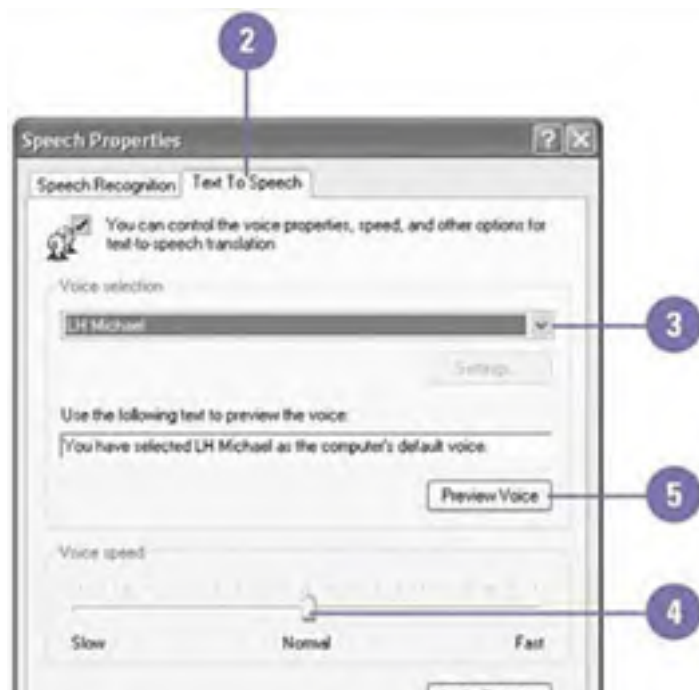 2
Speech Properties
Speech Recognition Text To Speech
You can control the voice properties, speed, and other options for
text-to-speech translation
Voice selection
LH Michael
3
Settings...
Use the following text to preview the voice:
You have selected LH Michael as the computer's default voice.
Preview Voice
5
Voice speed
4
Slow Normal Fast